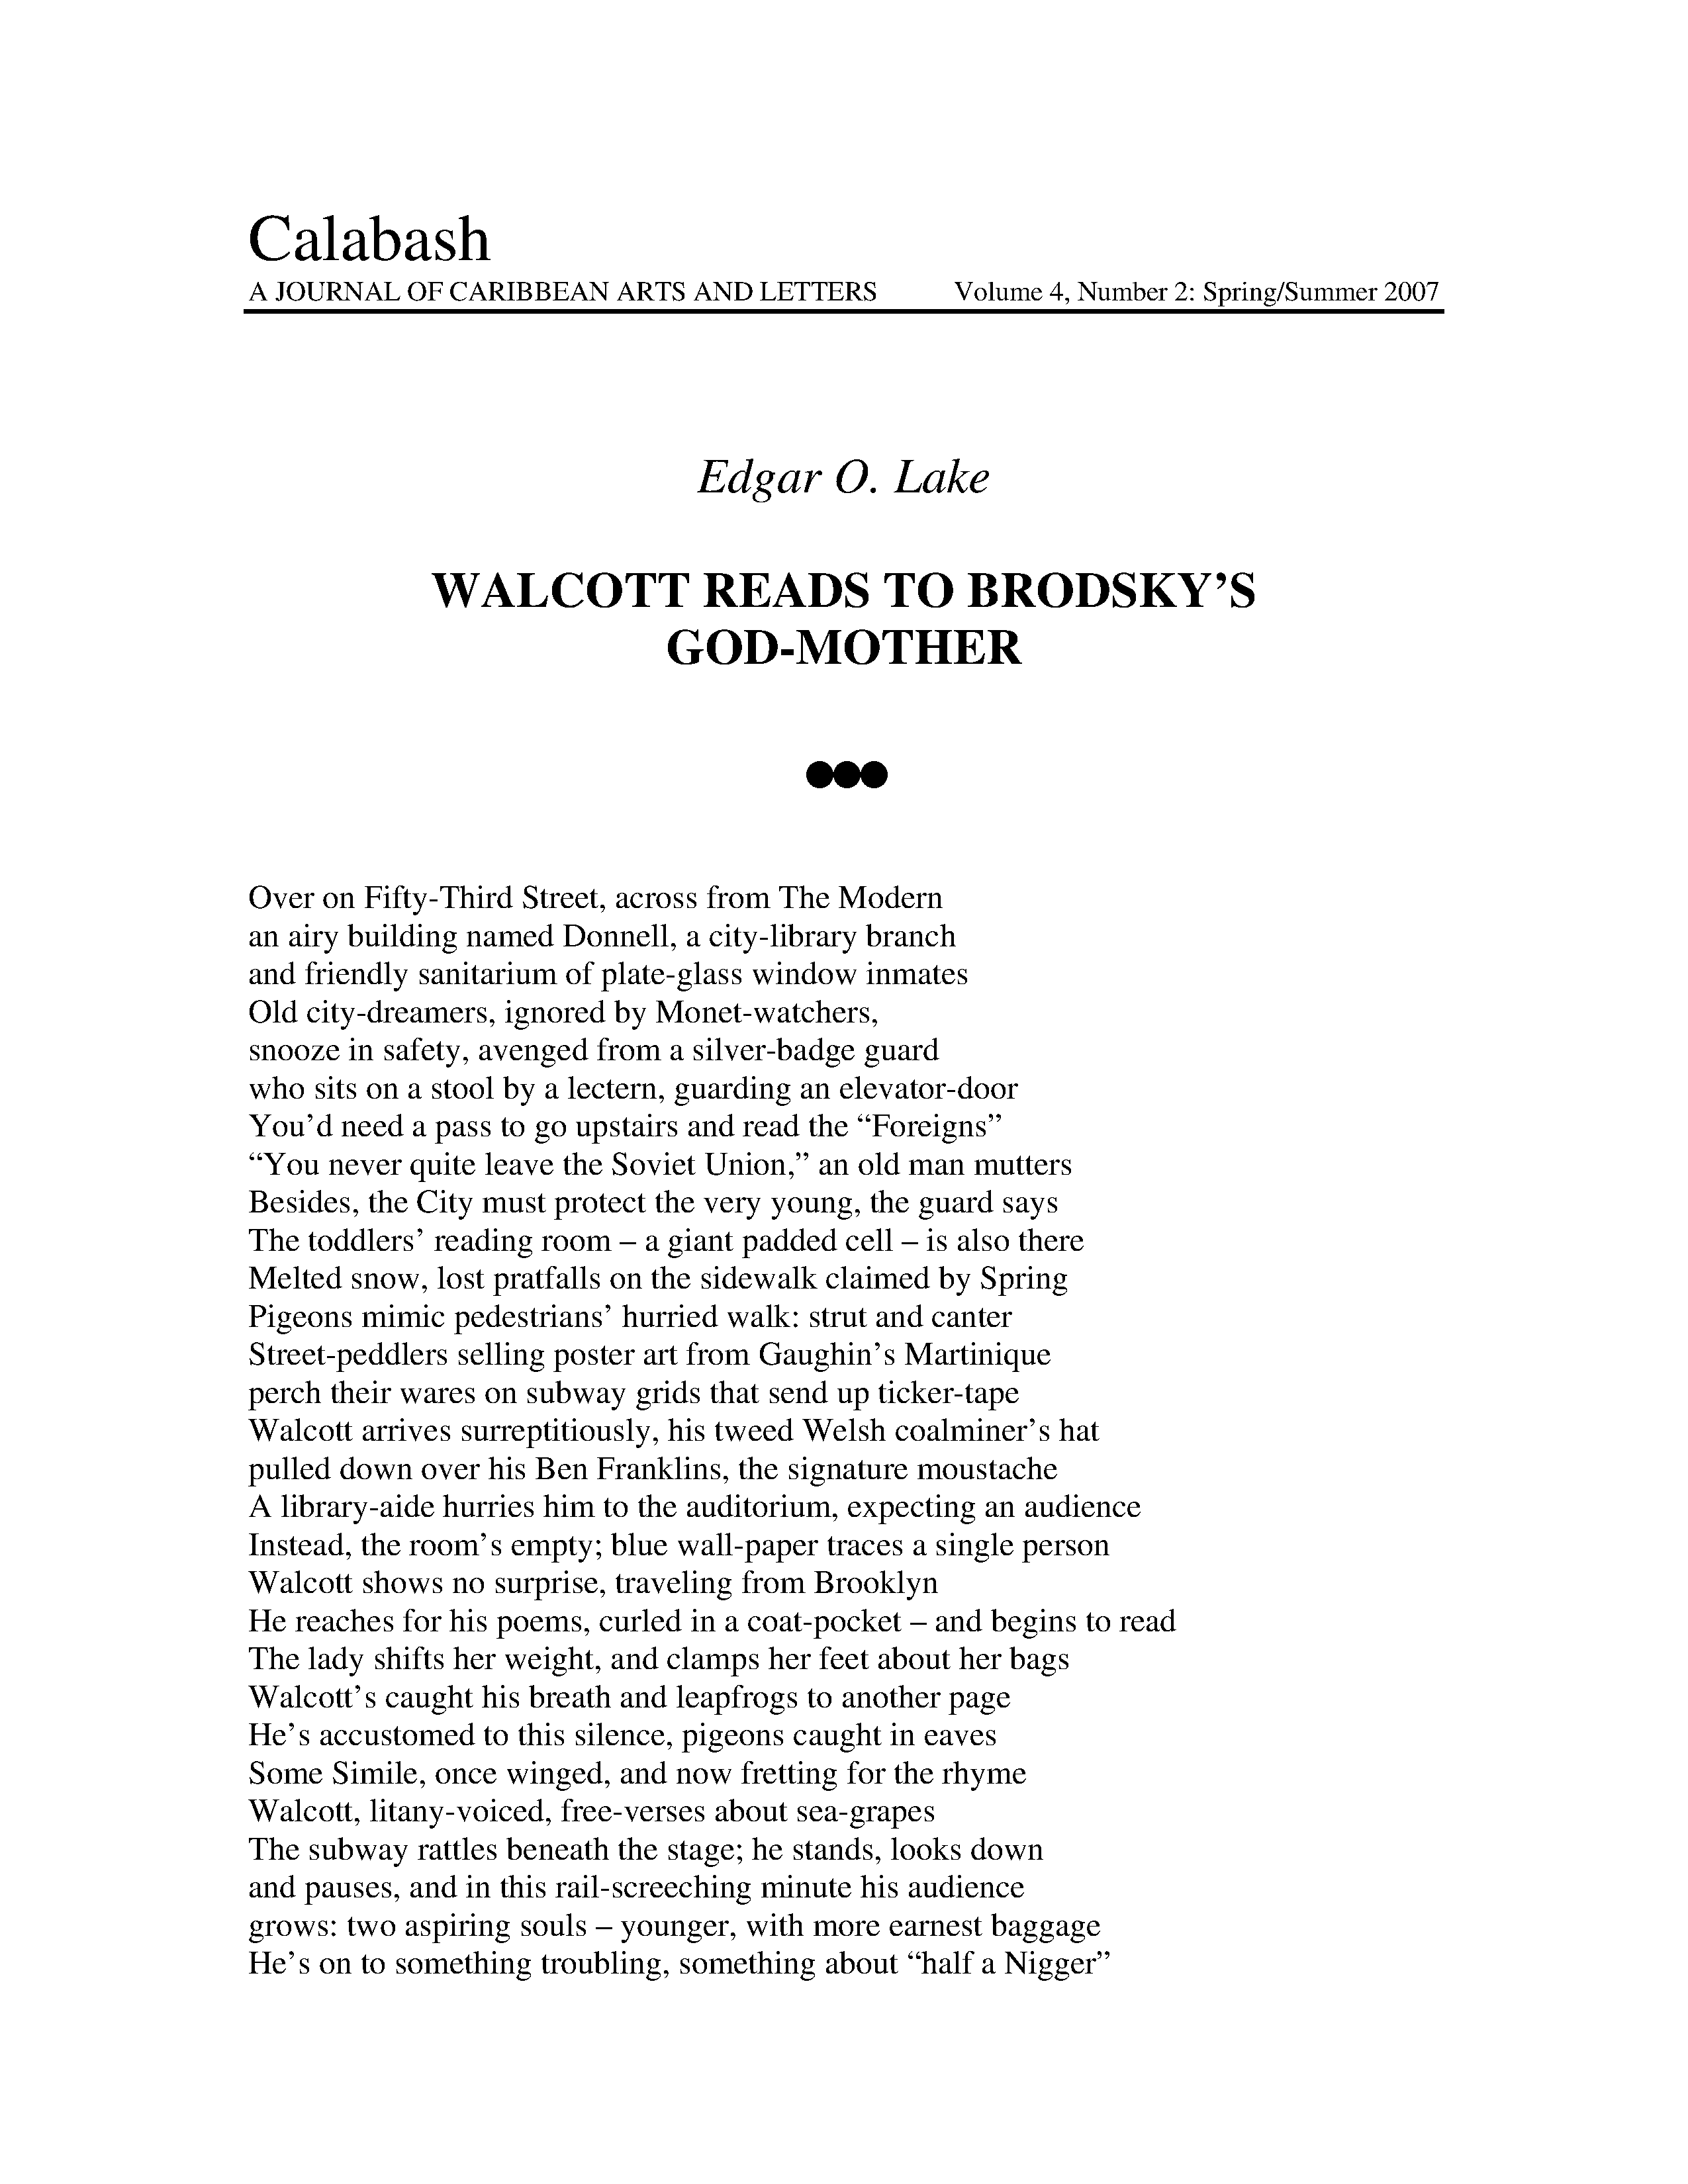 Calabash
A JOURNAL OF CARIBBEAN ARTS AND LETTERS Volume 4, Number 2: Spring/Summer 2007
Edgar O. Lake
WALCOTT READS TO BRODSKY’S
GOD-MOTHER
Over on Fifty-Third Street, across from The Modern
an airy building named Donnell, a city-library branch
and friendly sanitarium of plate-glass window inmates
Old city-dreamers, ignored by Monet-watchers,
snooze in safety, avenged from a silver-badge guard
who sits on a stool by a lectern, guarding an elevator-door
You’d need a pass to go upstairs and read the “Foreigns”
“You never quite leave the Soviet Union,” an old man mutters
Besides, the City must protect the very young, the guard says
The toddlers’ reading room – a giant padded cell – is also there
Melted snow, lost pratfalls on the sidewalk claimed by Spring
Pigeons mimic pedestrians’ hurried walk: strut and canter
Street-peddlers selling poster art from Gaughin’s Martinique
perch their wares on subway grids that send up ticker-tape
Walcott arrives surreptitiously, his tweed Welsh coalminer’s hat
pulled down over his Ben Franklins, the signature moustache
A library-aide hurries him to the auditorium, expecting an audience
Instead, the room’s empty; blue wall-paper traces a single person
Walcott shows no surprise, traveling from Brooklyn
He reaches for his poems, curled in a coat-pocket – and begins to read
The lady shifts her weight, and clamps her feet about her bags
Walcott’s caught his breath and leapfrogs to another page
He’s accustomed to this silence, pigeons caught in eaves
Some Simile, once winged, and now fretting for the rhyme
Walcott, litany-voiced, free-verses about sea-grapes
The subway rattles beneath the stage; he stands, looks down
and pauses, and in this rail-screeching minute his audience
grows: two aspiring souls – younger, with more earnest baggage
He’s on to something troubling, something about “half a Nigger”